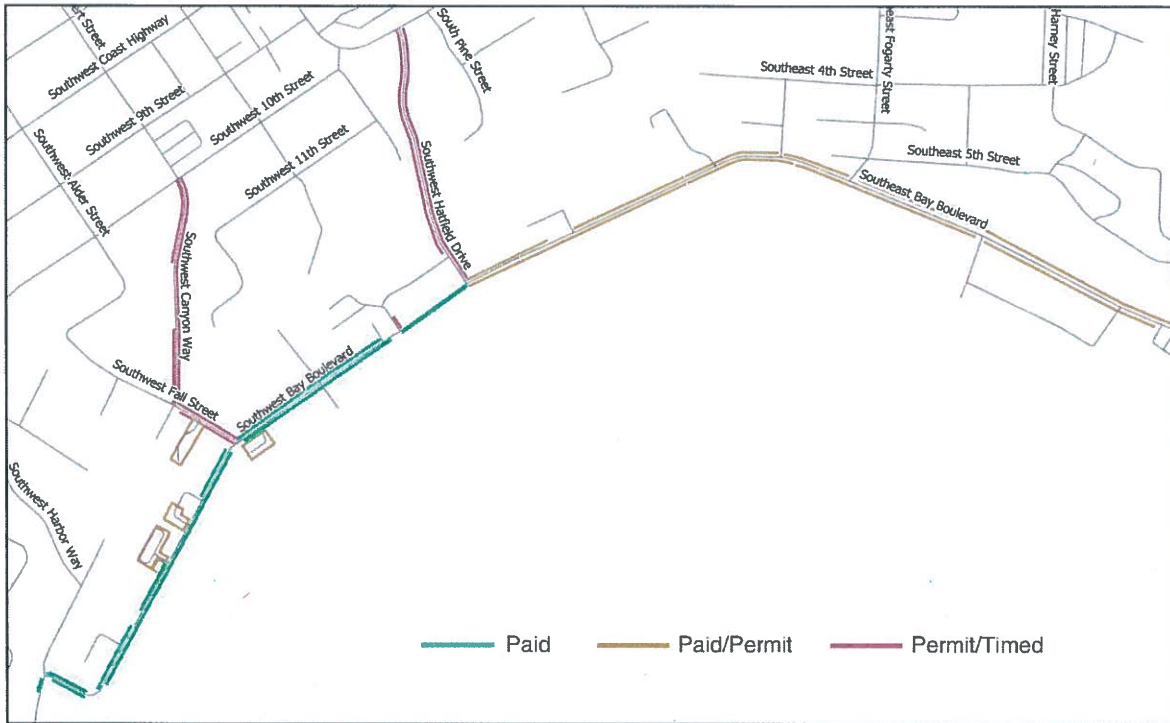 ert Street
Southwest Coast Highway
South Pine Street
east Fogarty Street
Harney Street
Southeast 4th Street
Southwest 9th Street
Southwest 10th Street
Southwest 11th Street
Southwest Alder Street
Southwest Hatfield Drive
Southeast 5th Street
Southeast Bay Boulevard
Southwest Canyon Way
Southwest Fall Street
Southwest Bay Boulevard
Southwest Harbor Way
Paid
Paid/Permit
Permit/Timed